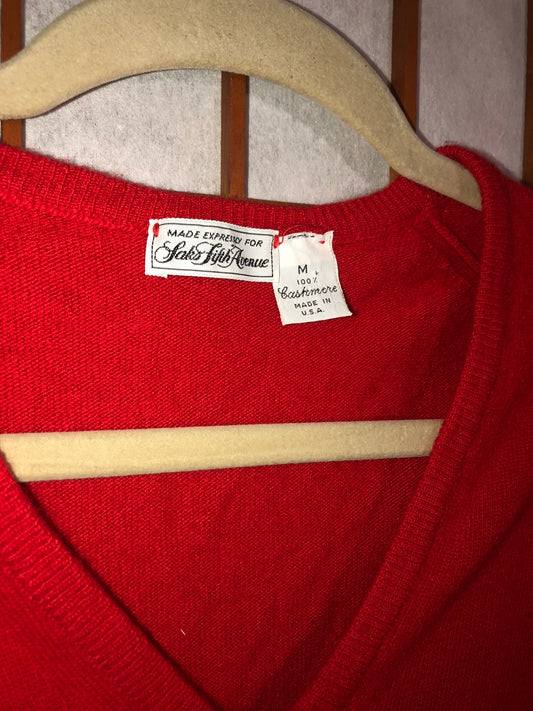 MADE EXPRESSLY FOR
Saks Fifth Avenue
M
100%
Cashmere
MADE IN
U.S.A.